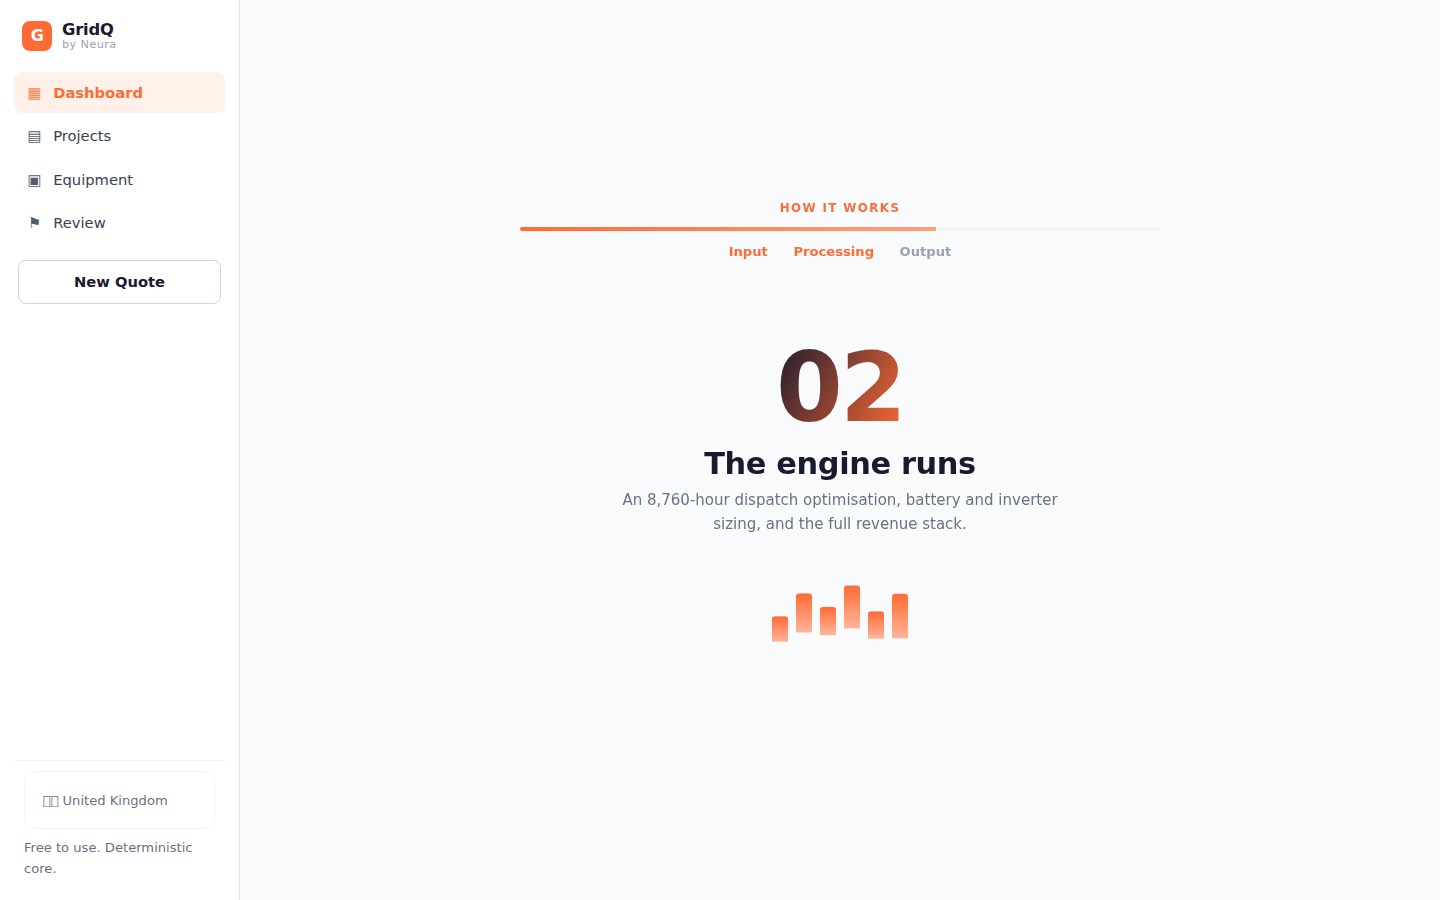 G
GridQ
by Neura
Dashboard
Projects
Equipment
Review
New Quote
United Kingdom
Free to use. Deterministic
core.
HOW IT WORKS
Input Processing Output
02
The engine runs
An 8,760-hour dispatch optimisation, battery and inverter
sizing, and the full revenue stack.